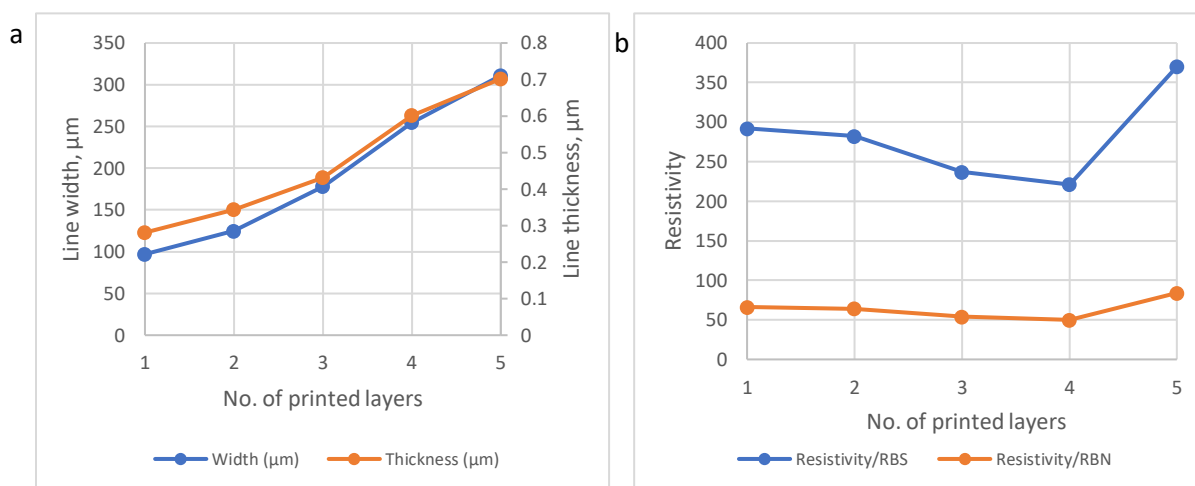 a
350
300
250
200
150
100
50
0
Line width, µm
0.8
0.7
0.6
0.5
0.4
0.3
0.2
0.1
0
Line thickness, µm
1 2 3 4 5
No. of printed layers
Width (µm) Thickness (µm)
b
400
350
300
250
200
150
100
50
0
Resistivity
1 2 3 4 5
No. of printed layers
Resistivity/RBS Resistivity/RBN